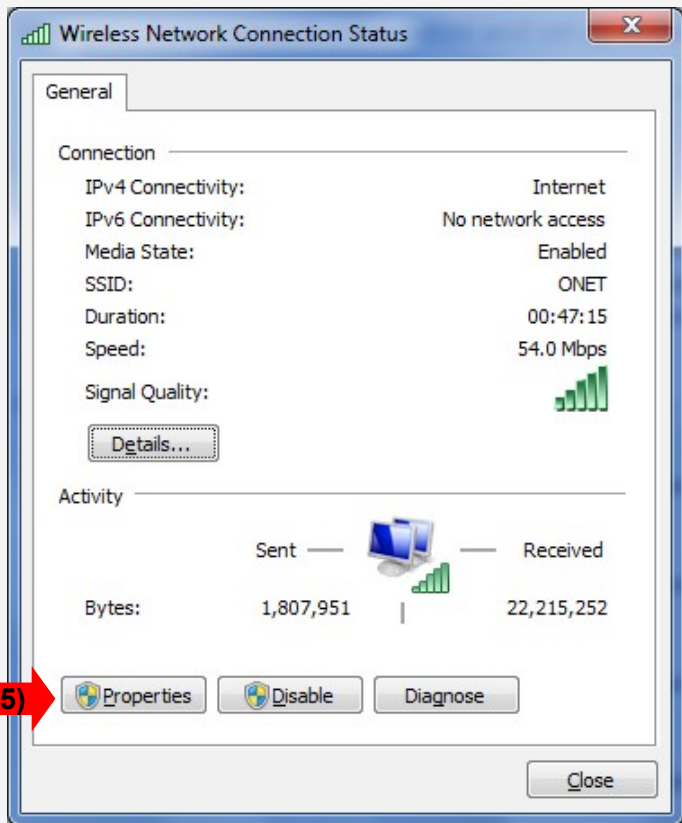 Wireless Network Connection Status
General
Connection
IPv4 Connectivity: Internet
IPv6 Connectivity: No network access
Media State: Enabled
SSID: ONET
Duration: 00:47:15
Speed: 54.0 Mbps
Signal Quality:
Details...
Activity
Sent Received
Bytes: 1,807,951 22,215,252
5) Properties Disable Diagnose
Close